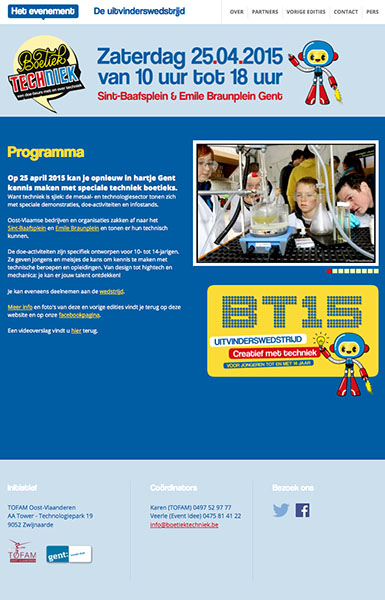 Het evenement
De uitvinderswedstrijd
OVER
PARTNERS
VORIGE EDITIES
CONTACT
PERS
Boetiek
TECHNIEK
een doe-beurs met en over techniek
Zaterdag 25.04.2015
van 10 uur tot 18 uur
Sint-Baafsplein & Emile Braunplein Gent
Programma
Op 25 april 2015 kan je opnieuw in hartje Gent
kennis maken met speciale techniek boetieks.
Want techniek is sjiek: de metaal- en technologiesector tonen zich
met speciale demonstraties, doe-activiteiten en infostands.
Oost-Vlaamse bedrijven en organisaties zakken af naar het
Sint-Baafsplein en Emile Braunplein en tonen er hun technisch
kunnen.
De doe-activiteiten zijn specifiek ontworpen voor 10- tot 14-jarigen.
Ze geven jongens en meisjes de kans om kennis te maken met
technische beroepen en opleidingen. Van design tot hightech en
mechanica: je kan er jouw talent ontdekken!
Je kan eveneens deelnemen aan de wedstrijd.
Meer info en foto's van deze en vorige edities vindt je terug op deze
website en op onze facebookpagina.
Een videoverslag vindt u hier terug.
BT15
UITVINDERSWEDSTRIJD
Creatief met techniek
VOOR JONGEREN TOT EN MET 14 JAAR
Initiatief
TOFAM Oost-Vlaanderen
AA Tower - Technologiepark 19
9052 Zwijnaarde
TOFAM
gent:
Coördinators
Karen (TOFAM) 0497 52 97 77
Veerle (Event Idee) 0475 81 41 22
info@boetiektechniek.be
Bezoek ons